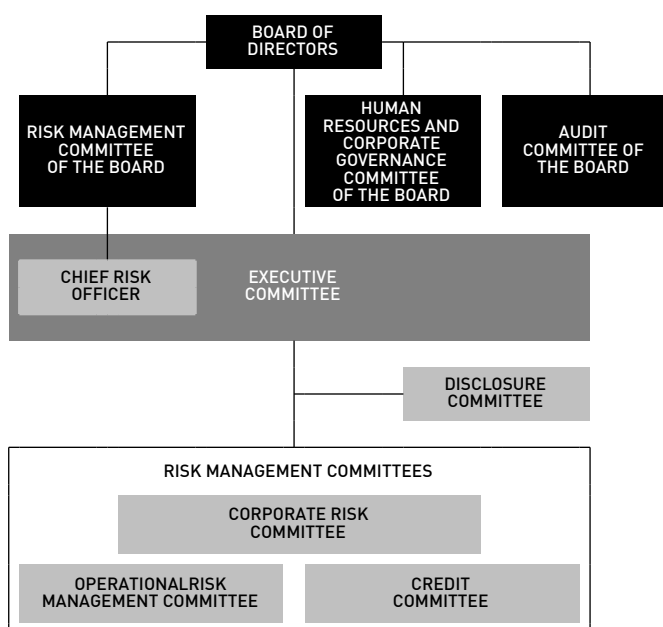 BOARD OF
DIRECTORS
RISK MANAGEMENT
COMMITTEE
OF THE BOARD
HUMAN
RESOURCES AND
CORPORATE
GOVERNANCE
COMMITTEE
OF THE BOARD
AUDIT
COMMITTEE OF
THE BOARD
CHIEF RISK
OFFICER
EXECUTIVE
COMMITTEE
DISCLOSURE
COMMITTEE
RISK MANAGEMENT COMMITTEES
CORPORATE RISK
COMMITTEE
OPERATIONALRISK
MANAGEMENT COMMITTEE
CREDIT
COMMITTEE